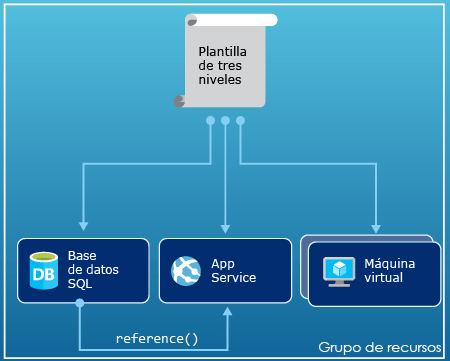 Plantilla
de tres
niveles
DB
Base
de datos
SQL
App
Service
Máquina
virtual
reference()
Grupo de recursos